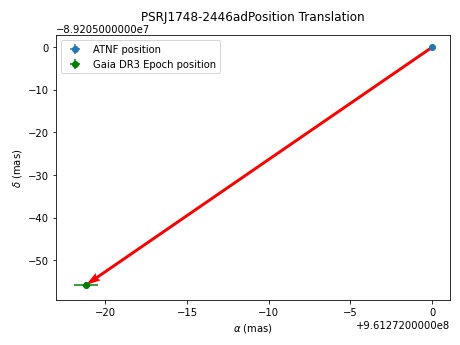 PSRJ1748-2446adPosition Translation
−8.9205000000e7
ATNF position
Gaia DR3 Epoch position
0
−10
−20
−30
−40
−50
δ (mas)
−20
−15
−10
−5
0
α (mas)
+9.6127200000e8